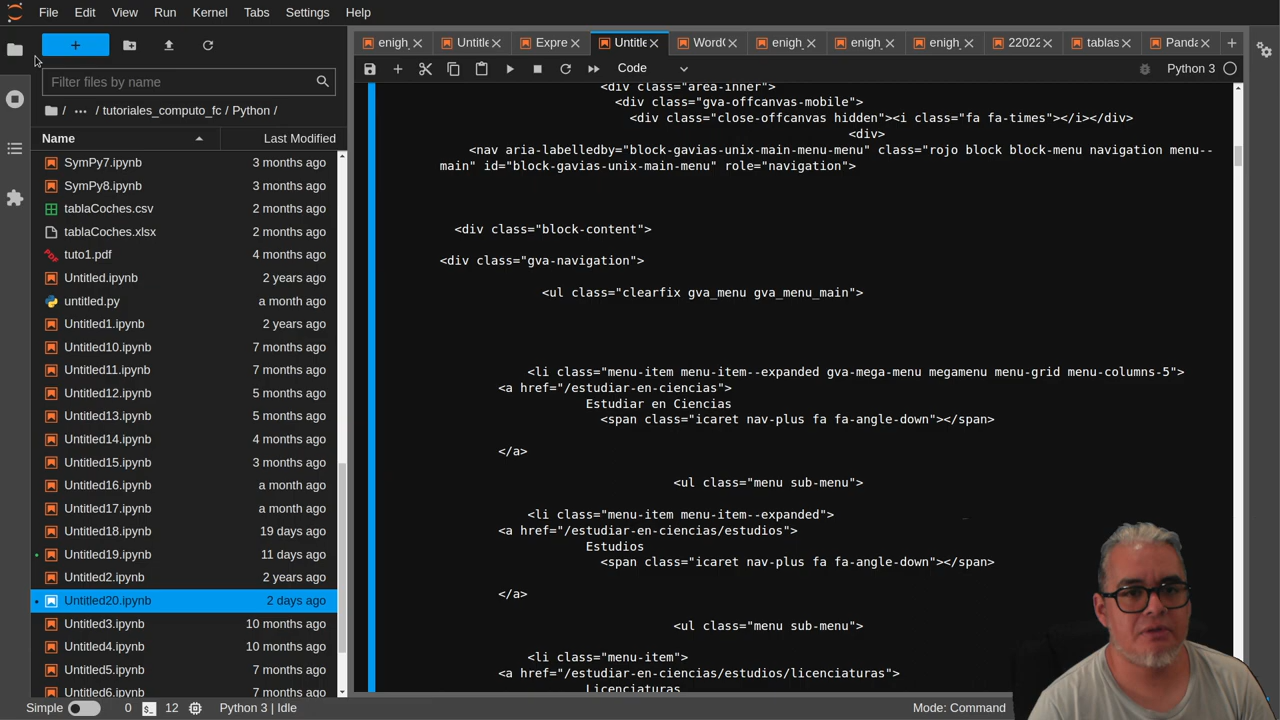 File Edit View Run Kernel Tabs Settings Help
+
Filter files by name
/ ··· / tutoriales_computo_fc / Python /
Name Last Modified
SymPy7.ipynb 3 months ago
SymPy8.ipynb 3 months ago
tablaCoches.csv 2 months ago
tablaCoches.xlsx 2 months ago
tuto1.pdf 4 months ago
Untitled.ipynb 2 years ago
untitled.py a month ago
Untitled1.ipynb 2 years ago
Untitled10.ipynb 7 months ago
Untitled11.ipynb 7 months ago
Untitled12.ipynb 5 months ago
Untitled13.ipynb 5 months ago
Untitled14.ipynb 4 months ago
Untitled15.ipynb 3 months ago
Untitled16.ipynb a month ago
Untitled17.ipynb a month ago
Untitled18.ipynb 19 days ago
Untitled19.ipynb 11 days ago
Untitled2.ipynb 2 years ago
Untitled20.ipynb 2 days ago
Untitled3.ipynb 10 months ago
Untitled4.ipynb 10 months ago
Untitled5.ipynb 7 months ago
Untitled6.ipynb 7 months ago
enigh_ Untitle Expre Untitle WordC enigh_ enigh_ enigh_ 22022 tablas Panda +
Code Python 3
<div class="area-inner">
<div class="gva-offcanvas-mobile">
<div class="close-offcanvas hidden"><i class="fa fa-times"></i></div>
<div>
<nav aria-labelledby="block-gavias-unix-main-menu-menu" class="rojo block block-menu navigation menu--
main" id="block-gavias-unix-main-menu" role="navigation">
<div class="block-content">
<div class="gva-navigation">
<ul class="clearfix gva_menu gva_menu_main">
<li class="menu-item menu-item--expanded gva-mega-menu megamenu menu-grid menu-columns-5">
<a href="/estudiar-en-ciencias">
Estudiar en Ciencias
<span class="icaret nav-plus fa fa-angle-down"></span>
</a>
<ul class="menu sub-menu">
<li class="menu-item menu-item--expanded">
<a href="/estudiar-en-ciencias/estudios">
Estudios
<span class="icaret nav-plus fa fa-angle-down"></span>
</a>
<ul class="menu sub-menu">
<li class="menu-item">
<a href="/estudiar-en-ciencias/estudios/licenciaturas">
Licenciaturas
Simple 0 12 Python 3 | Idle Mode: Command